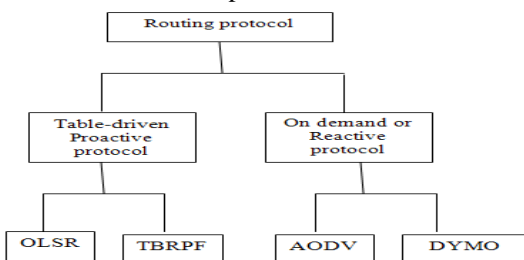 Routing protocol
Table-driven
Proactive
protocol
On demand or
Reactive
protocol
OLSR
TBRPF
AODV
DYMO